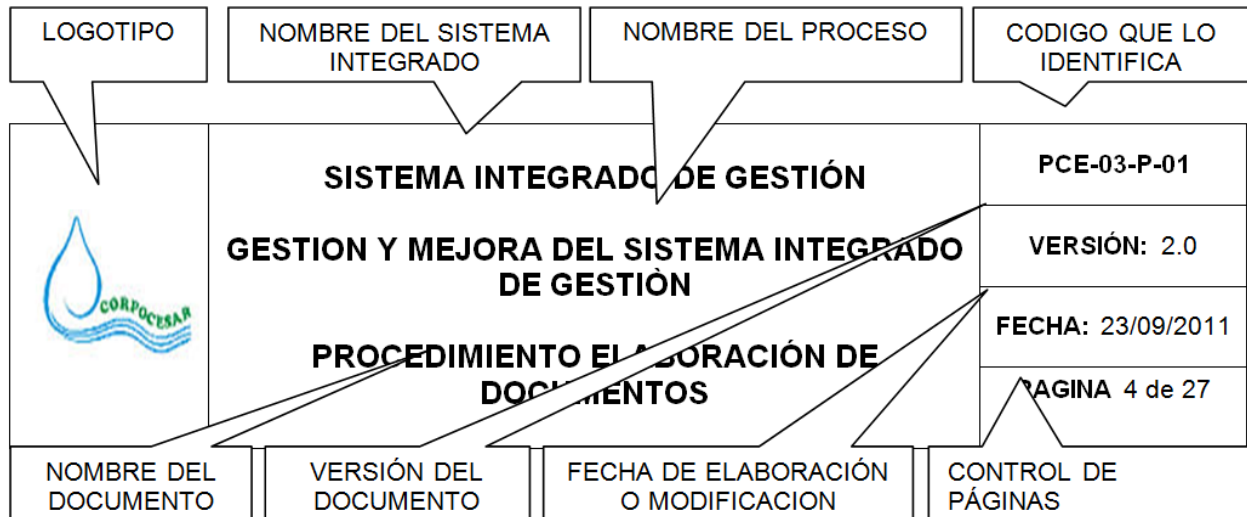 LOGOTIPO
NOMBRE DEL SISTEMA
INTEGRADO
NOMBRE DEL PROCESO
CODIGO QUE LO
IDENTIFICA
CORPOCESAR
SISTEMA INTEGRADO DE GESTIÓN
GESTION Y MEJORA DEL SISTEMA INTEGRADO
DE GESTIÒN
PROCEDIMIENTO ELABORACIÓN DE
DOCUMENTOS
PCE-03-P-01
VERSIÓN: 2.0
FECHA: 23/09/2011
PAGINA 4 de 27
NOMBRE DEL
DOCUMENTO
VERSIÓN DEL
DOCUMENTO
FECHA DE ELABORACIÓN
O MODIFICACION
CONTROL DE
PÁGINAS